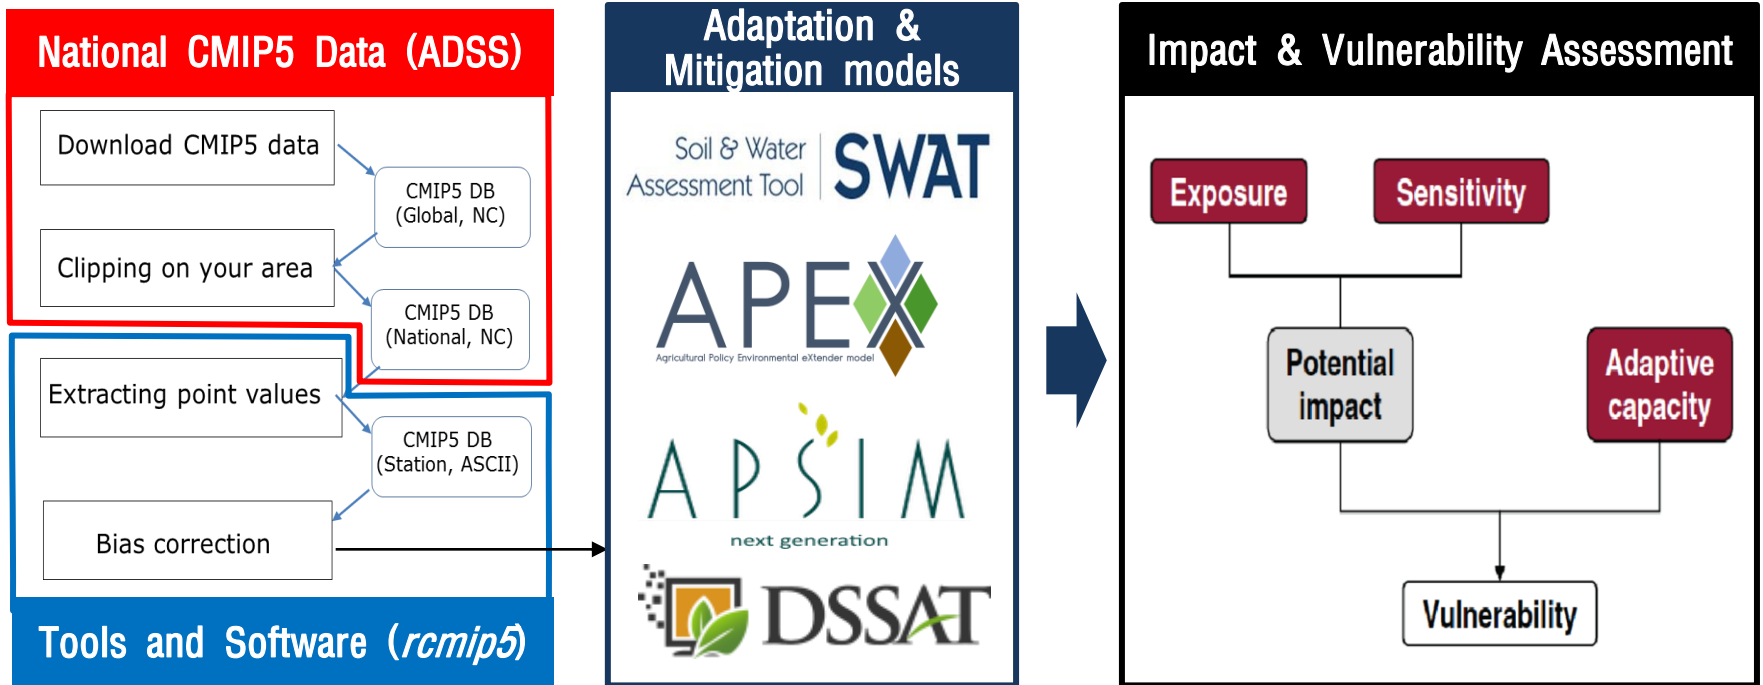 National CMIP5 Data (ADSS)
Download CMIP5 data
CMIP5 DB
(Global, NC)
Clipping on your area
CMIP5 DB
(National, NC)
Extracting point values
CMIP5 DB
(Station, ASCII)
Bias correction
Tools and Software (rcmip5)
Adaptation &
Mitigation models
Soil & Water
Assessment Tool
SWAT
APEX
Agricultural Policy Environmental eXtender model
APSIM
next generation
DSSAT
Impact & Vulnerability Assessment
Exposure
Sensitivity
Potential
impact
Adaptive
capacity
Vulnerability